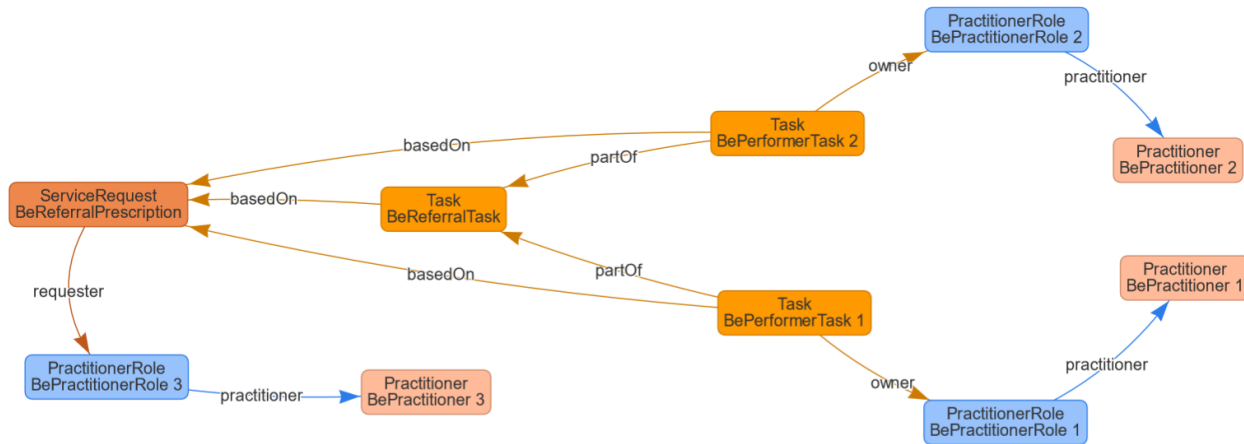 PractitionerRole
BePractitionerRole 2
owner
practitioner
Task
BePerformerTask 2
basedOn
partOf
Practitioner
BePractitioner 2
ServiceRequest
BeReferralPrescription
basedOn
Task
BeReferralTask
Practitioner
BePractitioner 1
partOf
basedOn
requester
Task
BePerformerTask 1
practitioner
PractitionerRole
BePractitionerRole 3
practitioner
Practitioner
BePractitioner 3
owner
PractitionerRole
BePractitionerRole 1